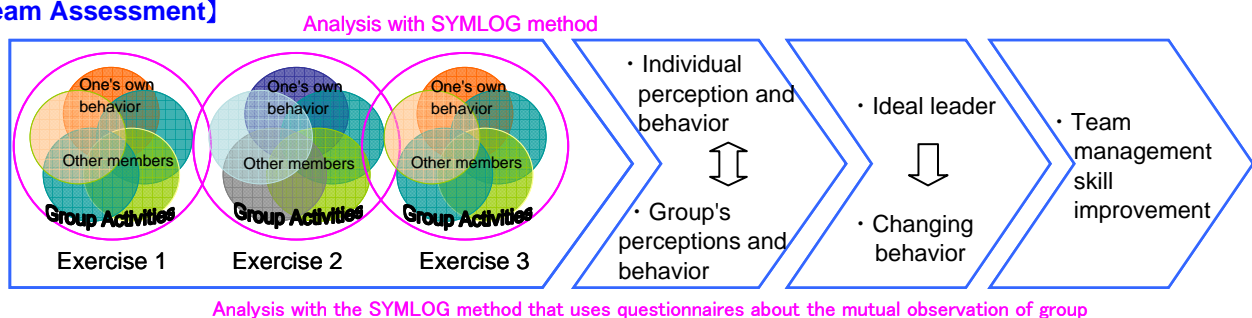 eam Assessment】
Analysis with SYMLOG method
One's own
behavior
Other members
Group Activities
Exercise 1
One's own
behavior
Other members
Group Activities
Exercise 2
One's own
behavior
Other members
Group Activities
Exercise 3
・Individual
perception and
behavior
・Group's
perceptions and
behavior
・Ideal leader
・Changing
behavior
・Team
management
skill
improvement
Analysis with the SYMLOG method that uses questionnaires about the mutual observation of group